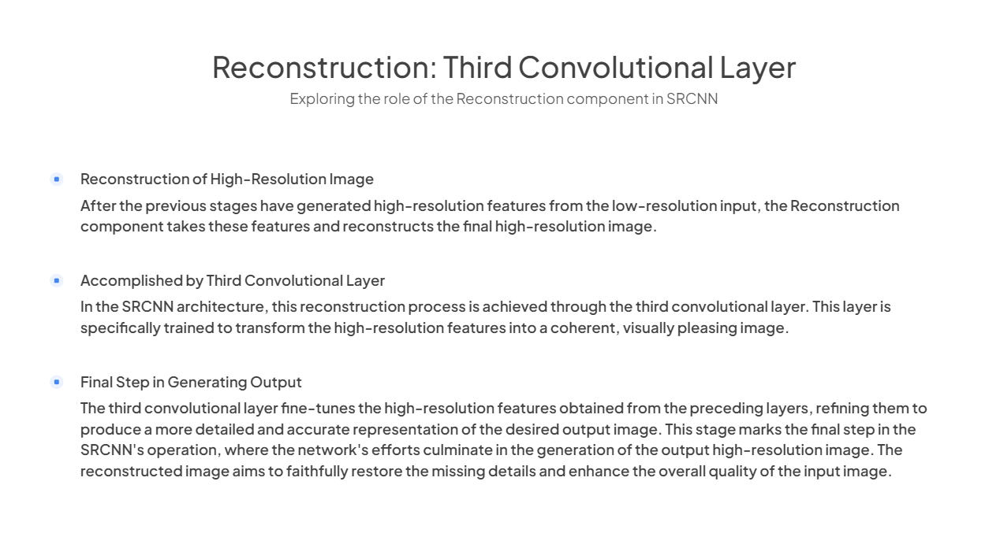 Reconstruction: Third Convolutional Layer
Exploring the role of the Reconstruction component in SRCNN
Reconstruction of High-Resolution Image
After the previous stages have generated high-resolution features from the low-resolution input, the Reconstruction
component takes these features and reconstructs the final high-resolution image.
Accomplished by Third Convolutional Layer
In the SRCNN architecture, this reconstruction process is achieved through the third convolutional layer. This layer is
specifically trained to transform the high-resolution features into a coherent, visually pleasing image.
Final Step in Generating Output
The third convolutional layer fine-tunes the high-resolution features obtained from the preceding layers, refining them to
produce a more detailed and accurate representation of the desired output image. This stage marks the final step in the
SRCNN's operation, where the network's efforts culminate in the generation of the output high-resolution image. The
reconstructed image aims to faithfully restore the missing details and enhance the overall quality of the input image.